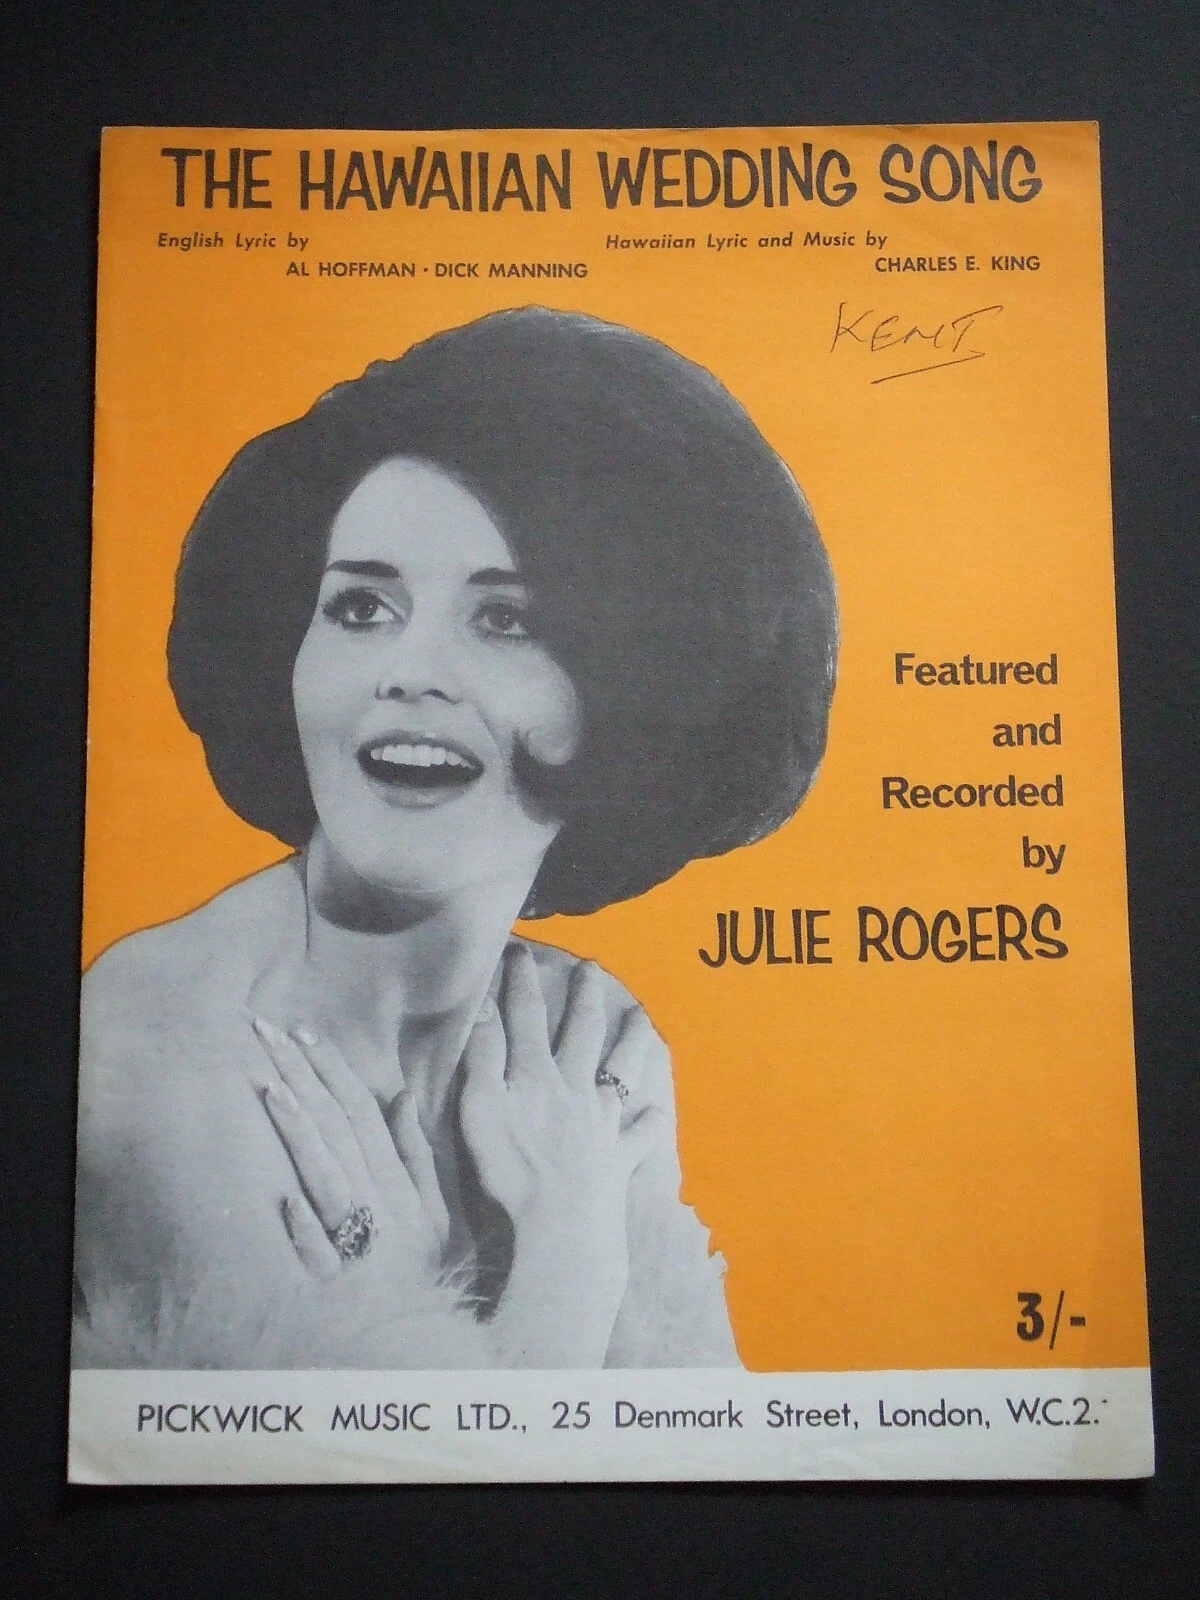 THE HAWAIIAN WEDDING SONG
English Lyric by
AL HOFFMAN · DICK MANNING
Hawaiian Lyric and Music by
CHARLES E. KING
KENT
Featured
and
Recorded
by
JULIE ROGERS
3/-
PICKWICK MUSIC LTD., 25 Denmark Street, London, W.C.2.